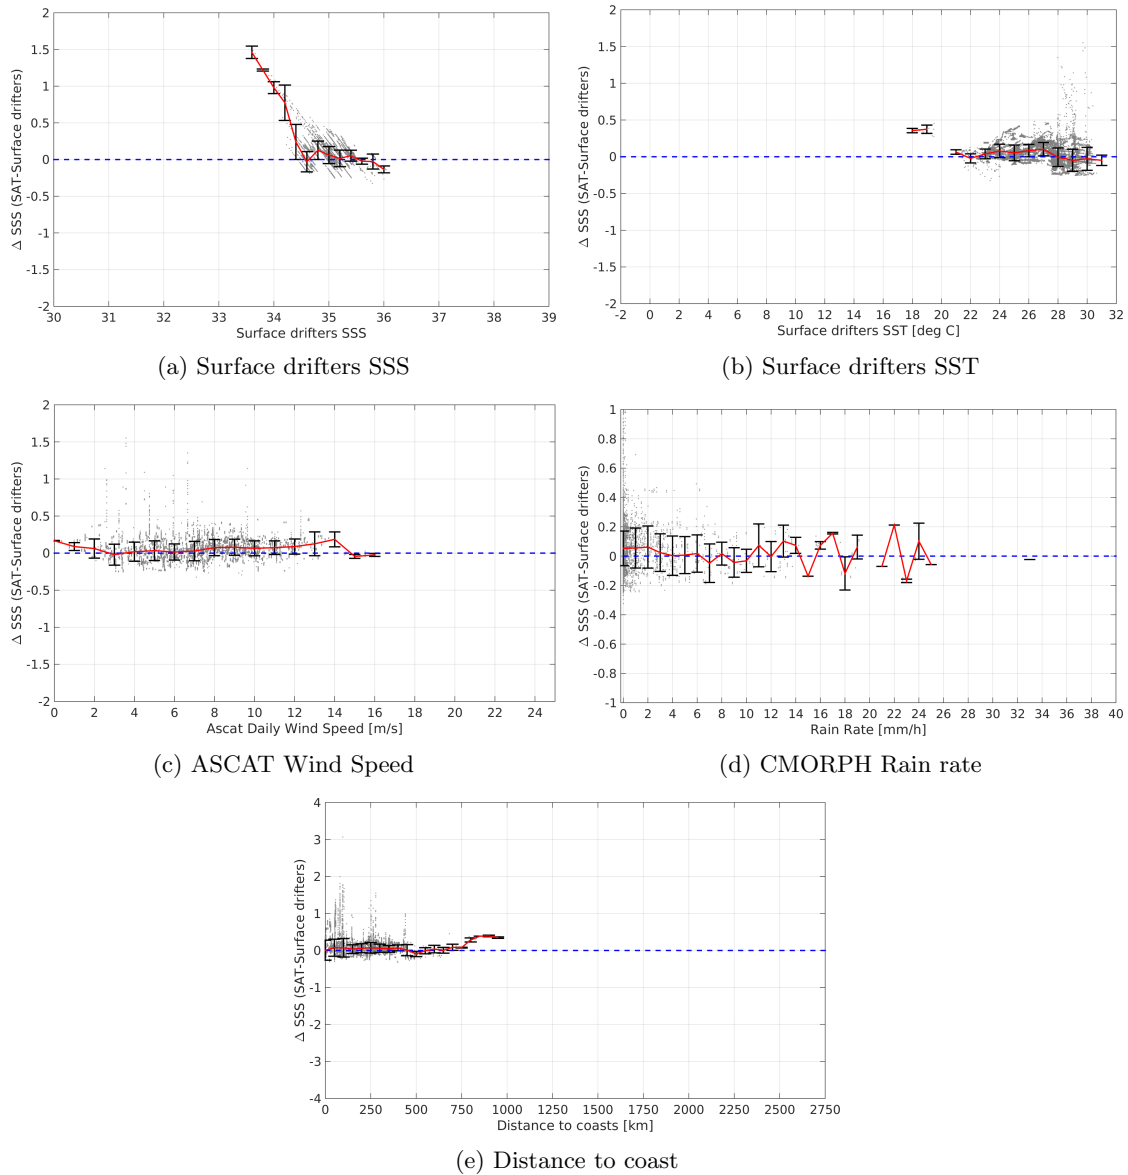 2
1.5
1
0.5
0
-0.5
-1
-1.5
-2
Δ SSS (SAT-Surface drifters)
30 31 32 33 34 35 36 37 38 39
Surface drifters SSS
(a) Surface drifters SSS
2
1.5
1
0.5
0
-0.5
-1
-1.5
-2
Δ SSS (SAT-Surface drifters)
-2 0 2 4 6 8 10 12 14 16 18 20 22 24 26 28 30 32
Surface drifters SST [deg C]
(b) Surface drifters SST
2
1.5
1
0.5
0
-0.5
-1
-1.5
-2
Δ SSS (SAT-Surface drifters)
0 2 4 6 8 10 12 14 16 18 20 22 24
Ascat Daily Wind Speed [m/s]
(c) ASCAT Wind Speed
1
0.8
0.6
0.4
0.2
0
-0.2
-0.4
-0.6
-0.8
-1
Δ SSS (SAT-Surface drifters)
0 2 4 6 8 10 12 14 16 18 20 22 24 26 28 30 32 34 36 38 40
Rain Rate [mm/h]
(d) CMORPH Rain rate
4
3
2
1
0
-1
-2
-3
-4
Δ SSS (SAT-Surface drifters)
0 250 500 750 1000 1250 1500 1750 2000 2250 2500 2750
Distance to coasts [km]
(e) Distance to coast